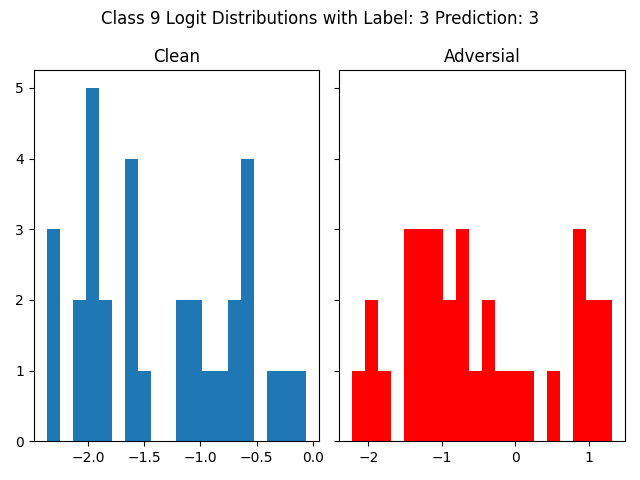 Class 9 Logit Distributions with Label: 3 Prediction: 3
Clean
Adversial
5
4
3
2
1
0
−2.0 −1.5 −1.0 −0.5 0.0
−2 −1 0 1